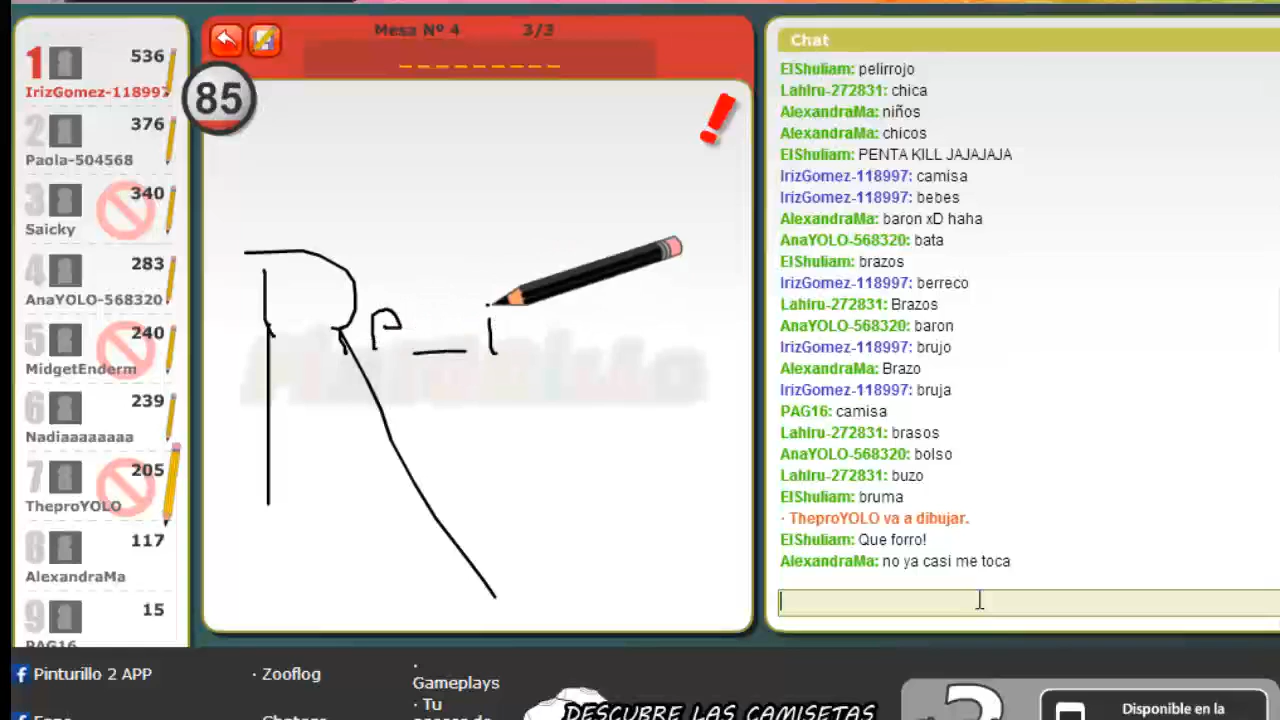 Mesa Nº 4 3/3
_ _ _ _ _ _ _ _ _ _
85
1 536
IrizGomez-118997
2 376
Paola-504568
3 340
Saicky
4 283
AnaYOLO-568320
5 240
MidgetEnderm
6 239
Nadiaaaaaaaa
7 205
TheproYOLO
8 117
AlexandraMa
9 15
PAG16
Re_i
Chat
ElShuliam: pelirrojo
Lahiru-272831: chica
AlexandraMa: niños
AlexandraMa: chicos
ElShuliam: PENTA KILL JAJAJAJA
IrizGomez-118997: camisa
IrizGomez-118997: bebes
AlexandraMa: baron xD haha
AnaYOLO-568320: bata
ElShuliam: brazos
IrizGomez-118997: berreco
Lahiru-272831: Brazos
AnaYOLO-568320: baron
IrizGomez-118997: brujo
AlexandraMa: Brazo
IrizGomez-118997: bruja
PAG16: camisa
Lahiru-272831: brasos
AnaYOLO-568320: bolso
Lahiru-272831: buzo
ElShuliam: bruma
· TheproYOLO va a dibujar.
ElShuliam: Que forro!
AlexandraMa: no ya casi me toca
Pinturillo 2 APP
· Zooflog
· Gameplays
· Tu
DESCUBRE LAS CAMISETAS
Disponible en la